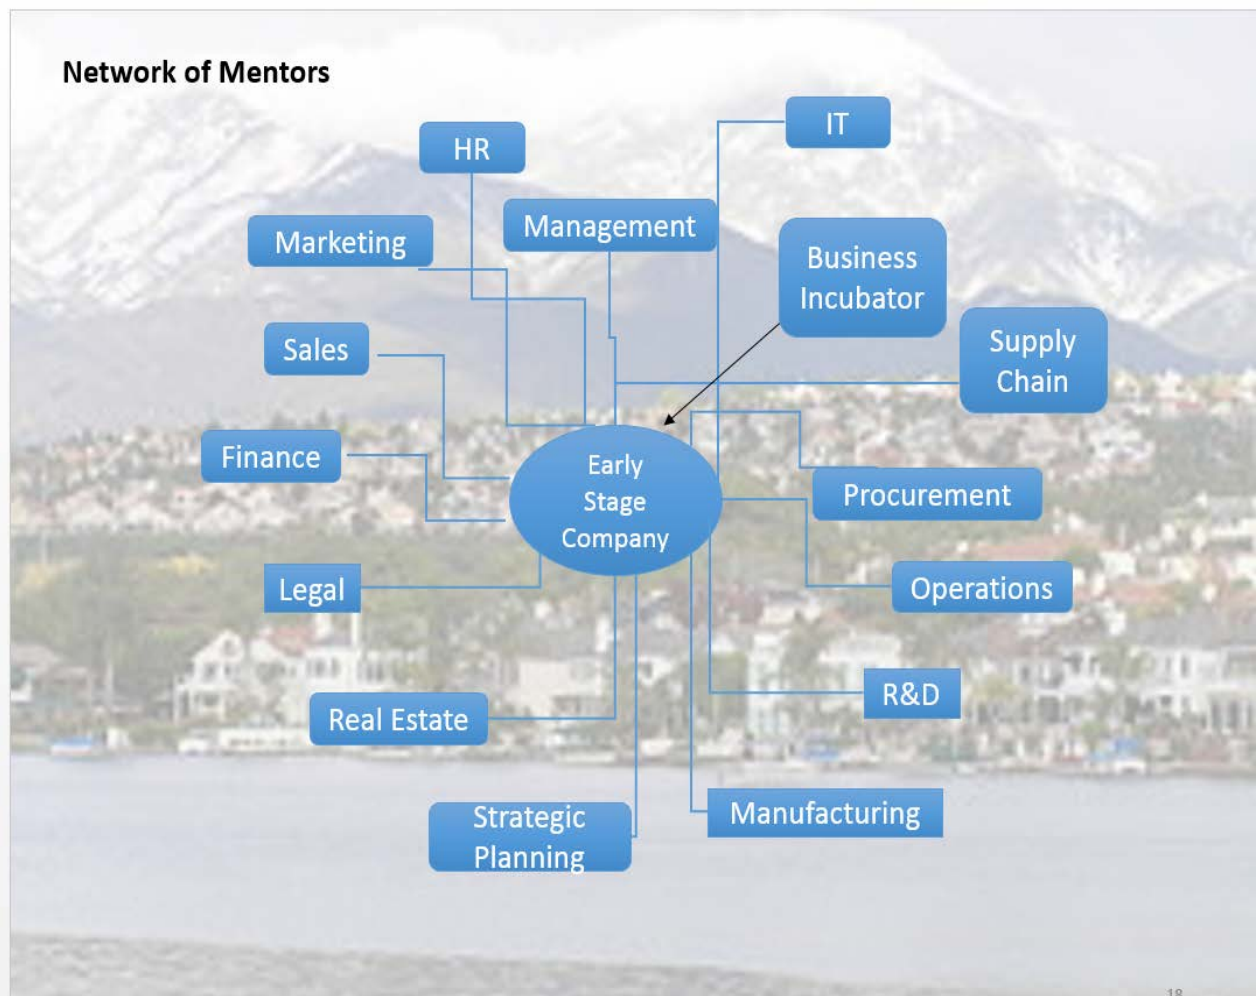 Network of Mentors
IT
HR
Management
Marketing
Business
Incubator
Supply
Chain
Sales
Finance
Early
Stage
Company
Procurement
Legal
Operations
R&D
Real Estate
Strategic
Planning
Manufacturing
18